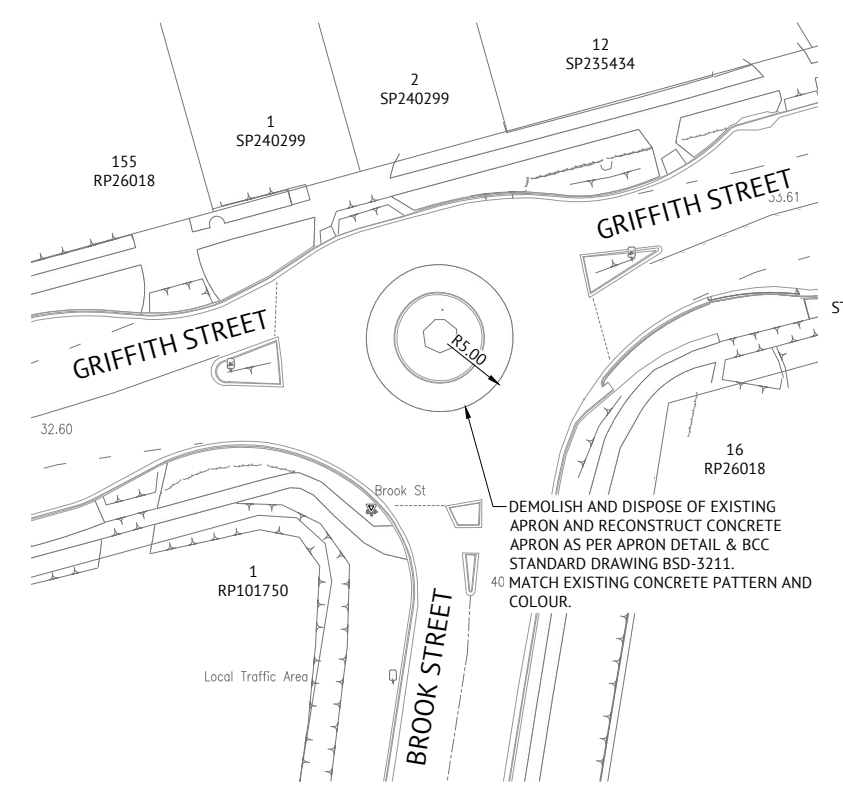 12
SP235434
2
SP240299
1
SP240299
155
RP26018
GRIFFITH STREET
33.61
ST
GRIFFITH STREET
R5.00
32.60
16
RP26018
Brook St
DEMOLISH AND DISPOSE OF EXISTING
APRON AND RECONSTRUCT CONCRETE
APRON AS PER APRON DETAIL & BCC
STANDARD DRAWING BSD-3211.
40 MATCH EXISTING CONCRETE PATTERN AND
COLOUR.
1
RP101750
BROOK STREET
Local Traffic Area